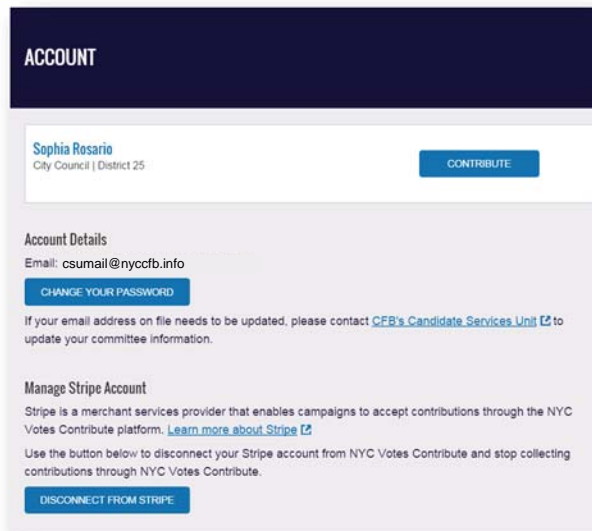 ACCOUNT
Sophia Rosario
City Council | District 25
CONTRIBUTE
Account Details
Email: csumail@nyccfb.info
CHANGE YOUR PASSWORD
If your email address on file needs to be updated, please contact CFB's Candidate Services Unit to
update your committee information.
Manage Stripe Account
Stripe is a merchant services provider that enables campaigns to accept contributions through the NYC
Votes Contribute platform. Learn more about Stripe
Use the button below to disconnect your Stripe account from NYC Votes Contribute and stop collecting
contributions through NYC Votes Contribute.
DISCONNECT FROM STRIPE